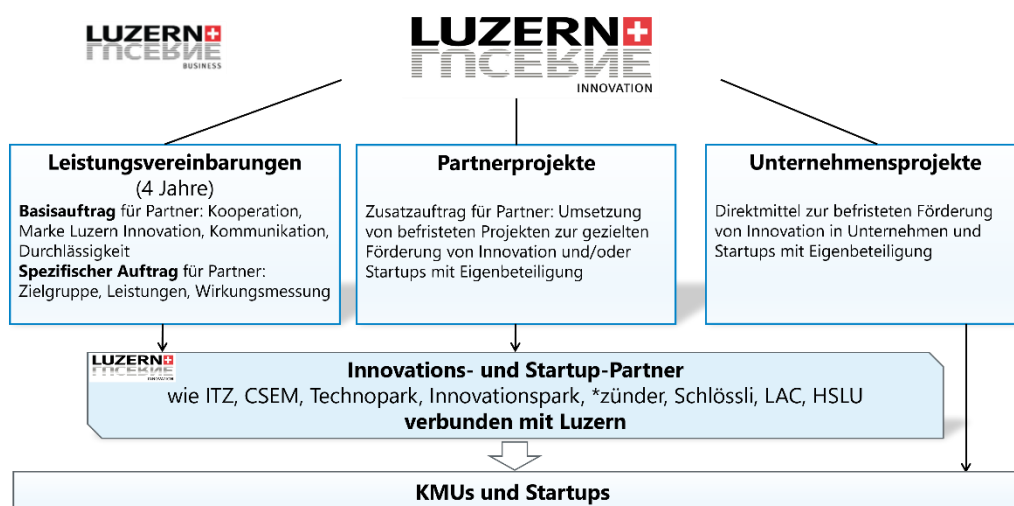 LUZERN
LUCERNE
BUSINESS
LUZERN
LUCERNE
INNOVATION
Leistungsvereinbarungen
(4 Jahre)
Basisauftrag für Partner: Kooperation,
Marke Luzern Innovation, Kommunikation,
Durchlässigkeit
Spezifischer Auftrag für Partner:
Zielgruppe, Leistungen, Wirkungsmessung
Partnerprojekte
Zusatzauftrag für Partner: Umsetzung
von befristeten Projekten zur gezielten
Förderung von Innovation und/oder
Startups mit Eigenbeteiligung
Unternehmensprojekte
Direktmittel zur befristeten Förderung
von Innovation in Unternehmen und
Startups mit Eigenbeteiligung
LUZERN
LUCERNE
INNOVATION
Innovations- und Startup-Partner
wie ITZ, CSEM, Technopark, Innovationspark, *zünder, Schlössli, LAC, HSLU
verbunden mit Luzern
KMUs und Startups